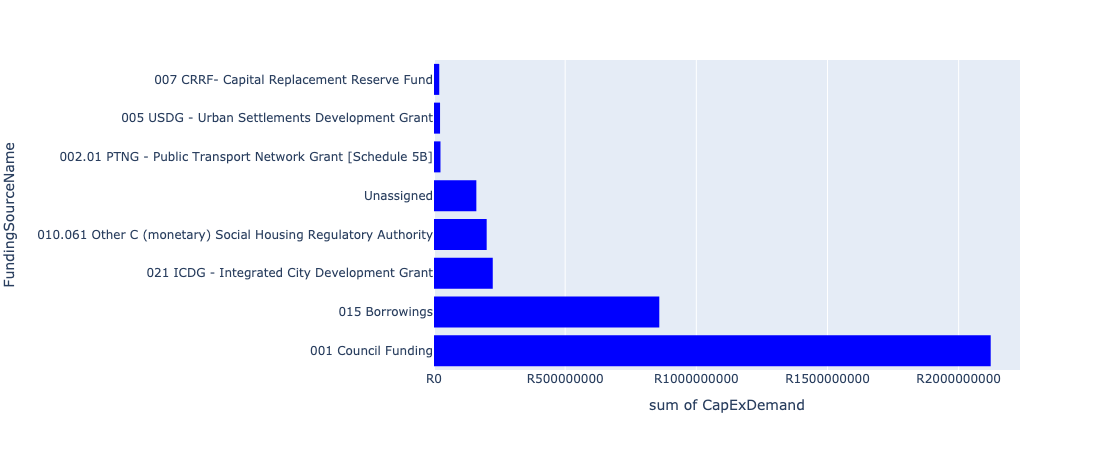 FundingSourceName
007 CRRF- Capital Replacement Reserve Fund
005 USDG - Urban Settlements Development Grant
002.01 PTNG - Public Transport Network Grant [Schedule 5B]
Unassigned
010.061 Other C (monetary) Social Housing Regulatory Authority
021 ICDG - Integrated City Development Grant
015 Borrowings
001 Council Funding
R0 R500000000 R1000000000 R1500000000 R2000000000
sum of CapExDemand